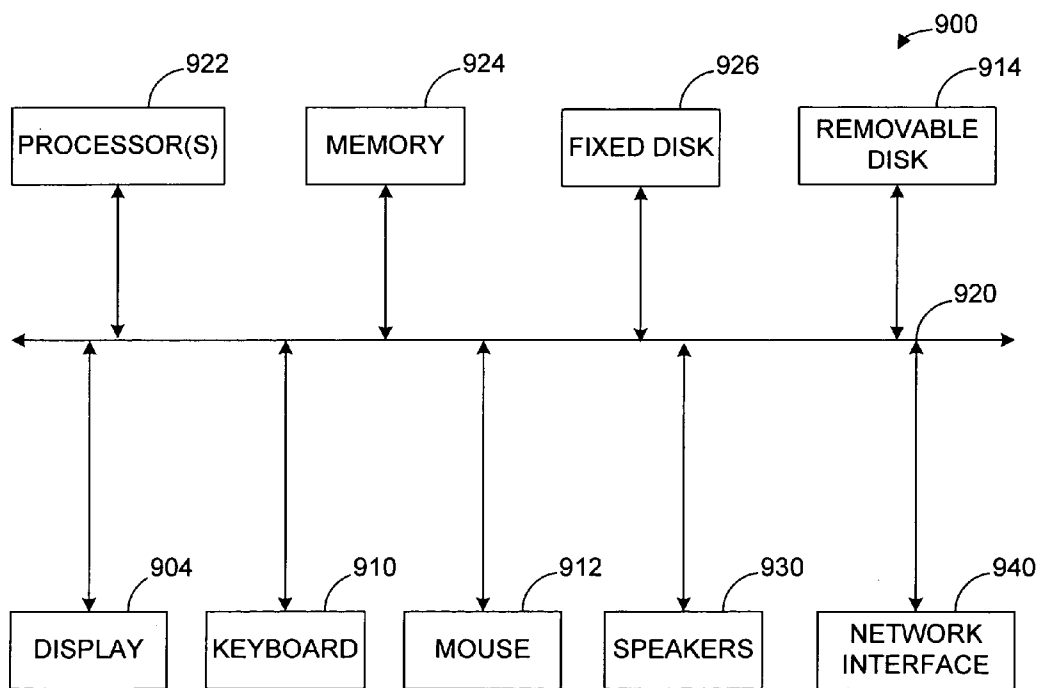 900
922
924
926
914
PROCESSOR(S)
MEMORY
FIXED DISK
REMOVABLE
DISK
920
904
910
912
930
940
DISPLAY
KEYBOARD
MOUSE
SPEAKERS
NETWORK
INTERFACE